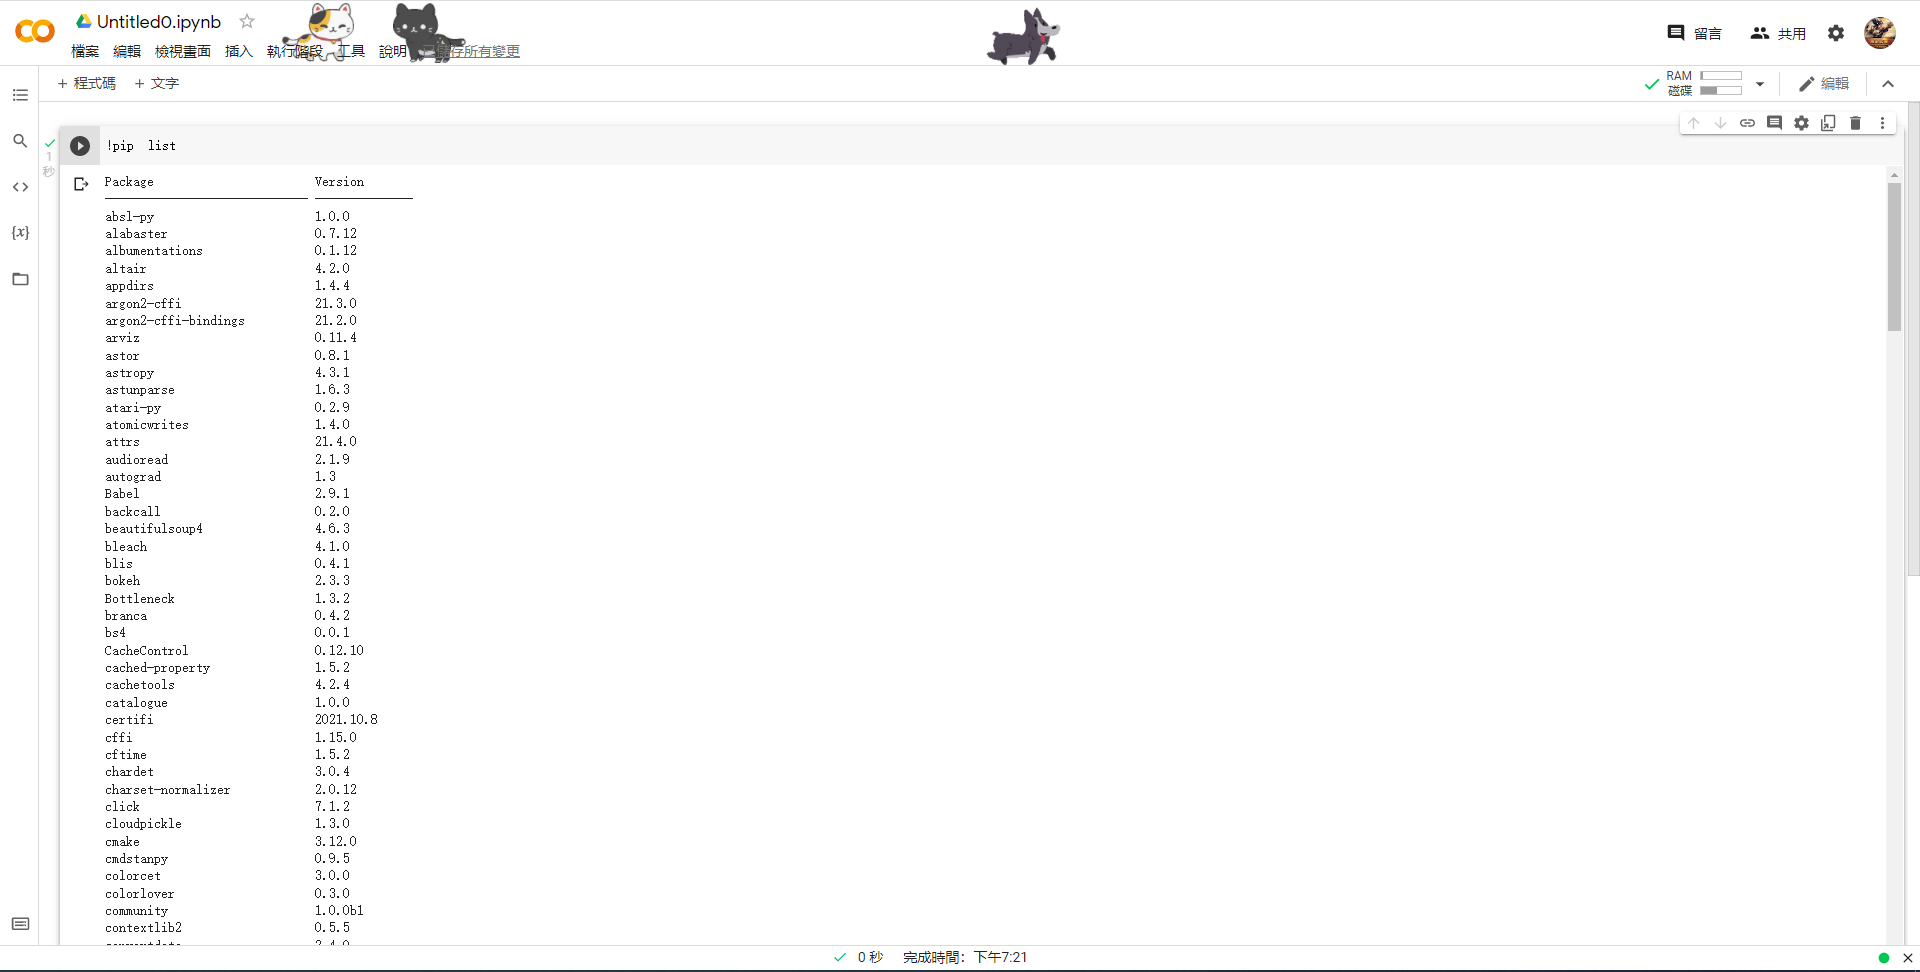 Untitled0.ipynb
檔案 編輯 檢視畫面 插入 執行階段 工具 說明 已儲存所有變更
留言 共用
+ 程式碼 + 文字
RAM
磁碟
編輯
!pip list
1
秒
Package Version
absl-py 1.0.0
alabaster 0.7.12
albumentations 0.1.12
altair 4.2.0
appdirs 1.4.4
argon2-cffi 21.3.0
argon2-cffi-bindings 21.2.0
arviz 0.11.4
astor 0.8.1
astropy 4.3.1
astunparse 1.6.3
atari-py 0.2.9
atomicwrites 1.4.0
attrs 21.4.0
audioread 2.1.9
autograd 1.3
Babel 2.9.1
backcall 0.2.0
beautifulsoup4 4.6.3
bleach 4.1.0
blis 0.4.1
bokeh 2.3.3
Bottleneck 1.3.2
branca 0.4.2
bs4 0.0.1
CacheControl 0.12.10
cached-property 1.5.2
cachetools 4.2.4
catalogue 1.0.0
certifi 2021.10.8
cffi 1.15.0
cftime 1.5.2
chardet 3.0.4
charset-normalizer 2.0.12
click 7.1.2
cloudpickle 1.3.0
cmake 3.12.0
cmdstanpy 0.9.5
colorcet 3.0.0
colorlover 0.3.0
community 1.0.0b1
contextlib2 0.5.5
0 秒 完成時間：下午7:21